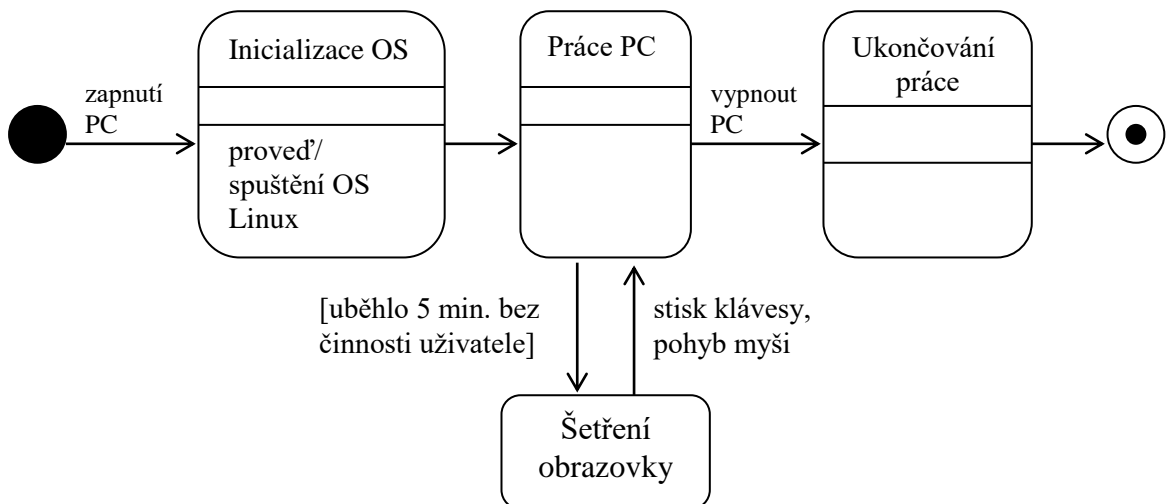 zapnutí
PC
Inicializace OS
proveď/
spuštění OS
Linux
Práce PC
vypnout
PC
Ukončování
práce
[uběhlo 5 min. bez
činnosti uživatele]
stisk klávesy,
pohyb myši
Šetření
obrazovky